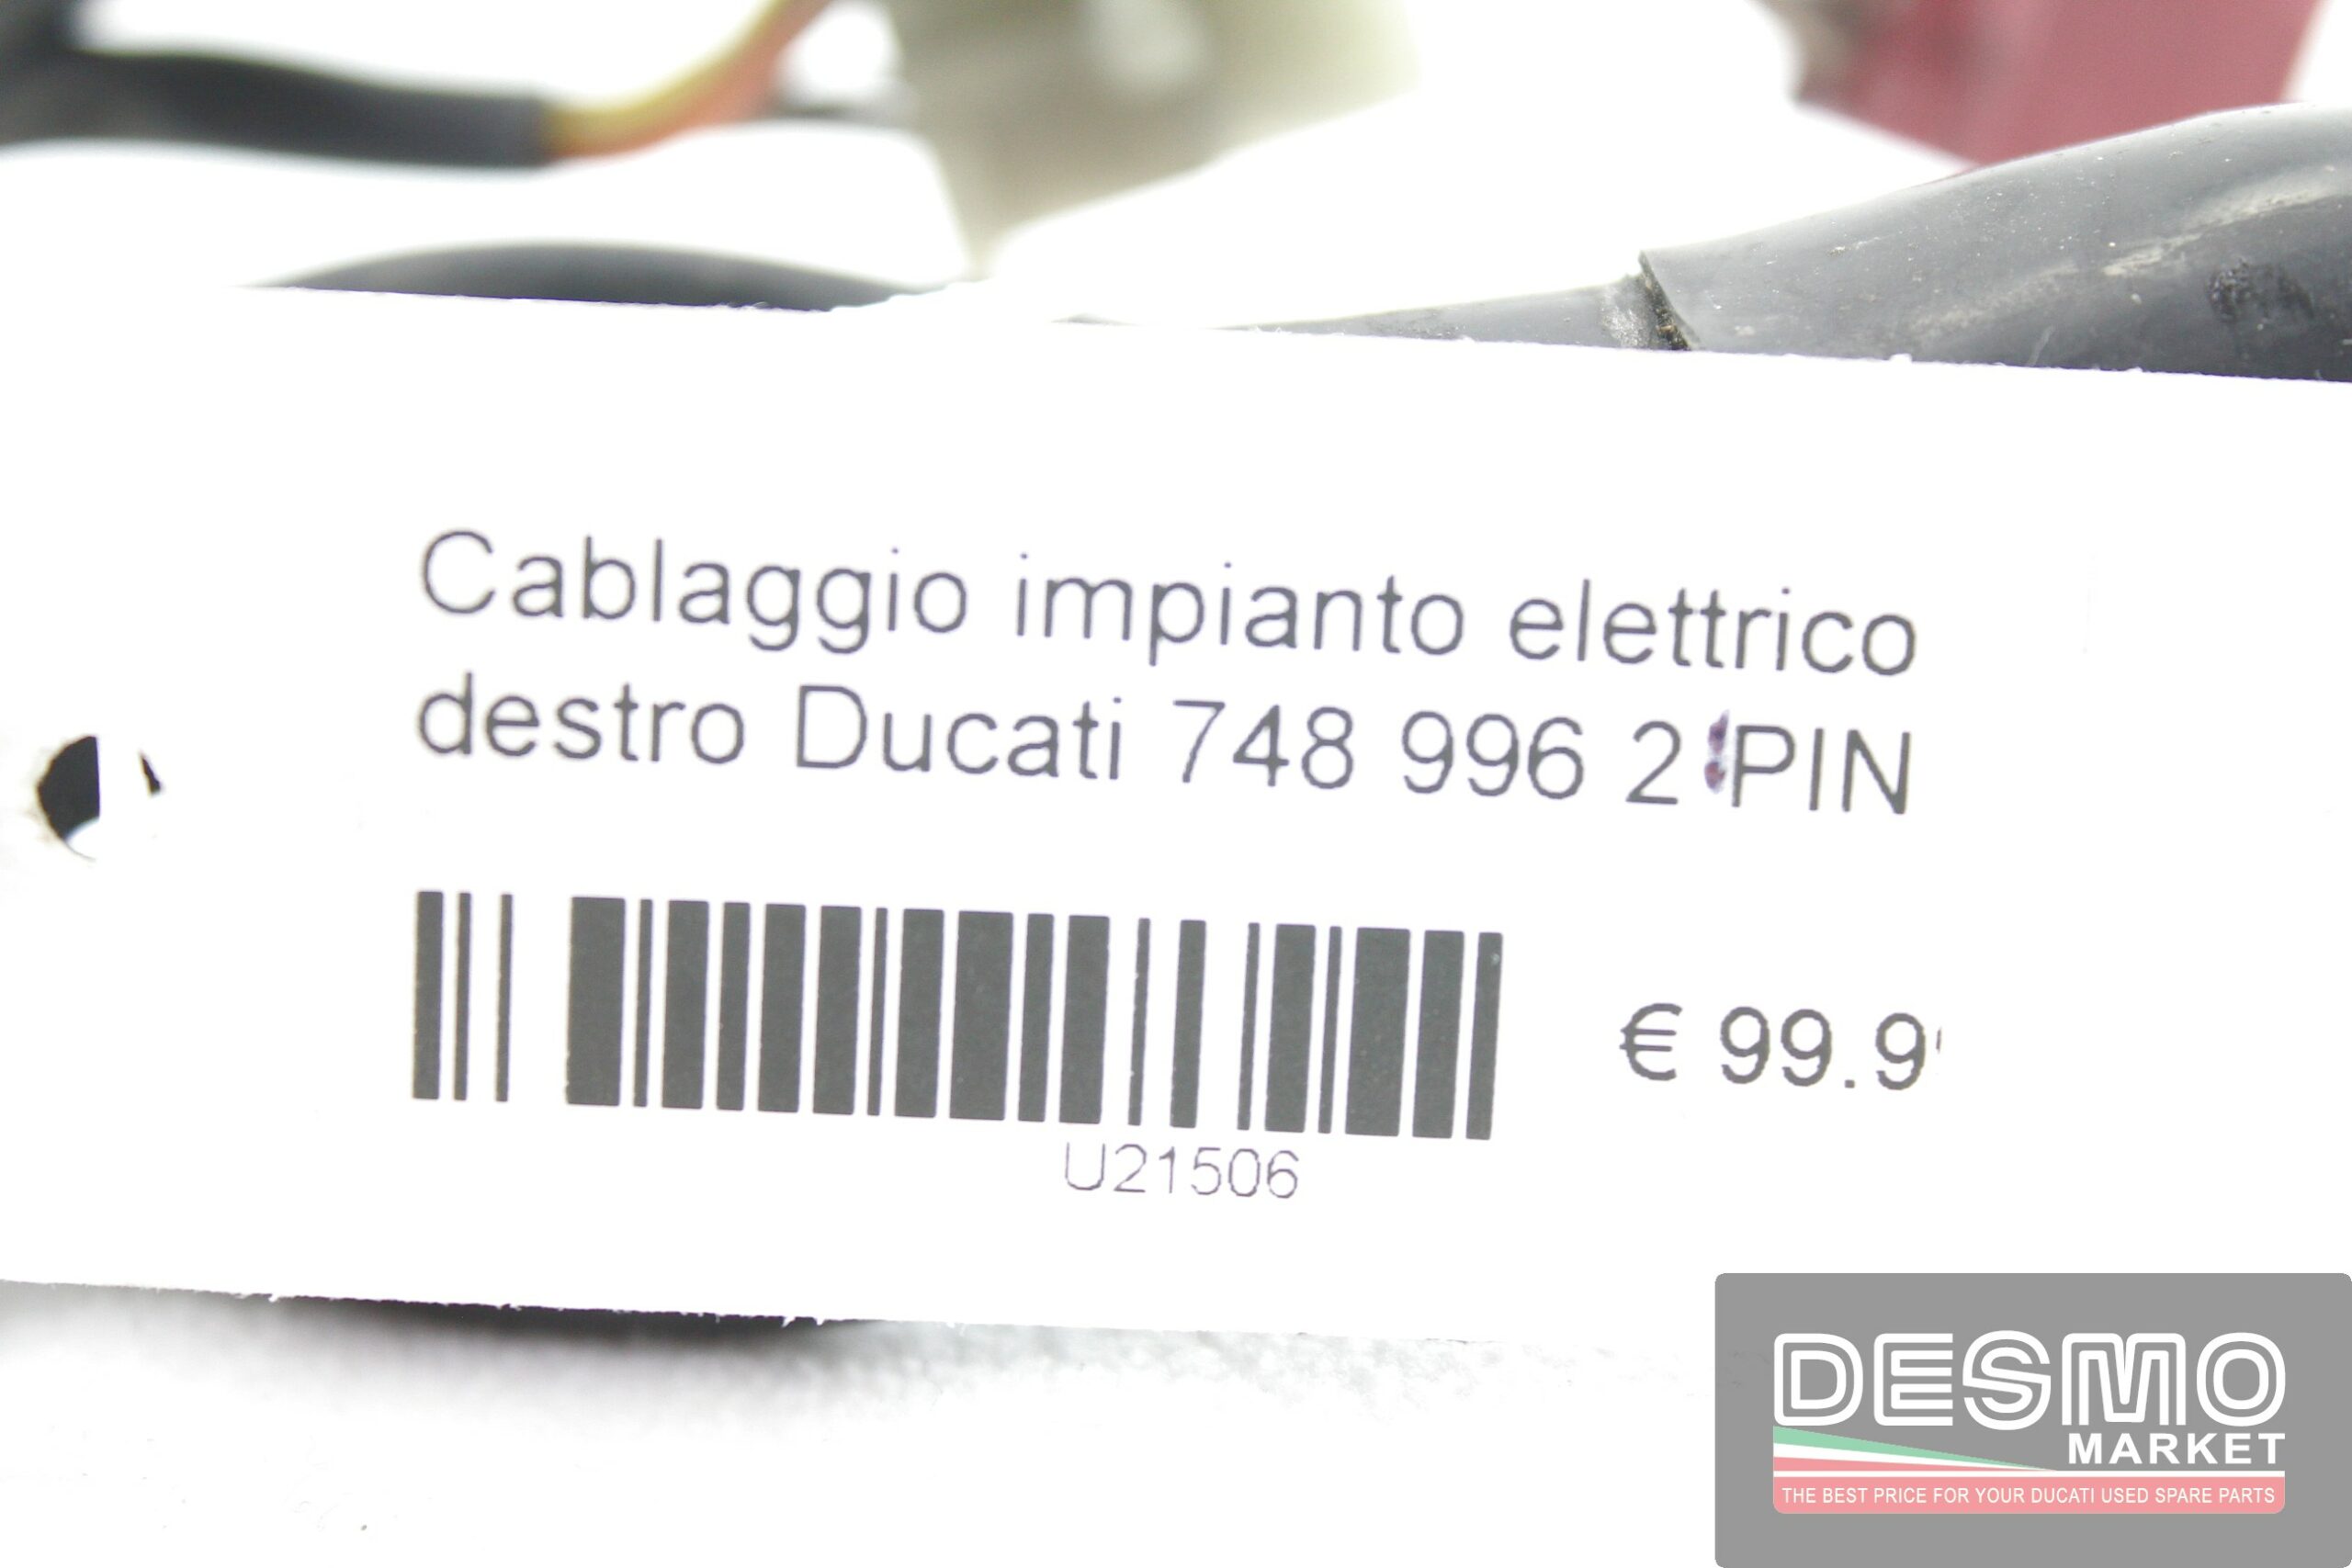 Cablaggio impianto elettrico
destro Ducati 748 996 2 PIN
€ 99.9
U21506
DESMO
MARKET
THE BEST PRICE FOR YOUR DUCATI USED SPARE PARTS